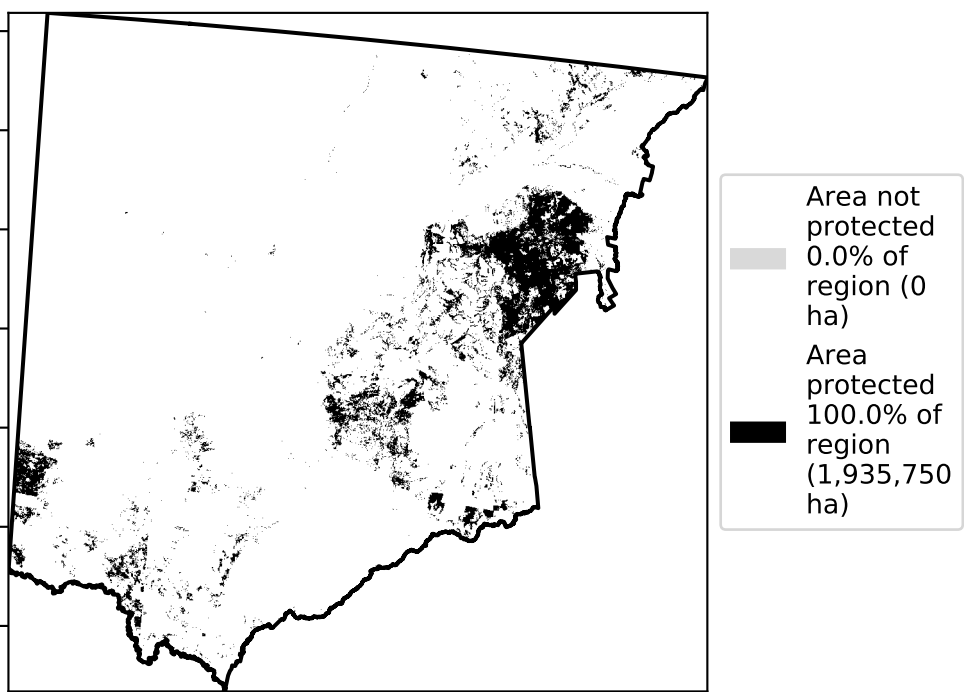 Area not
protected
0.0% of
region (0
ha)
Area
protected
100.0% of
region
(1,935,750
ha)